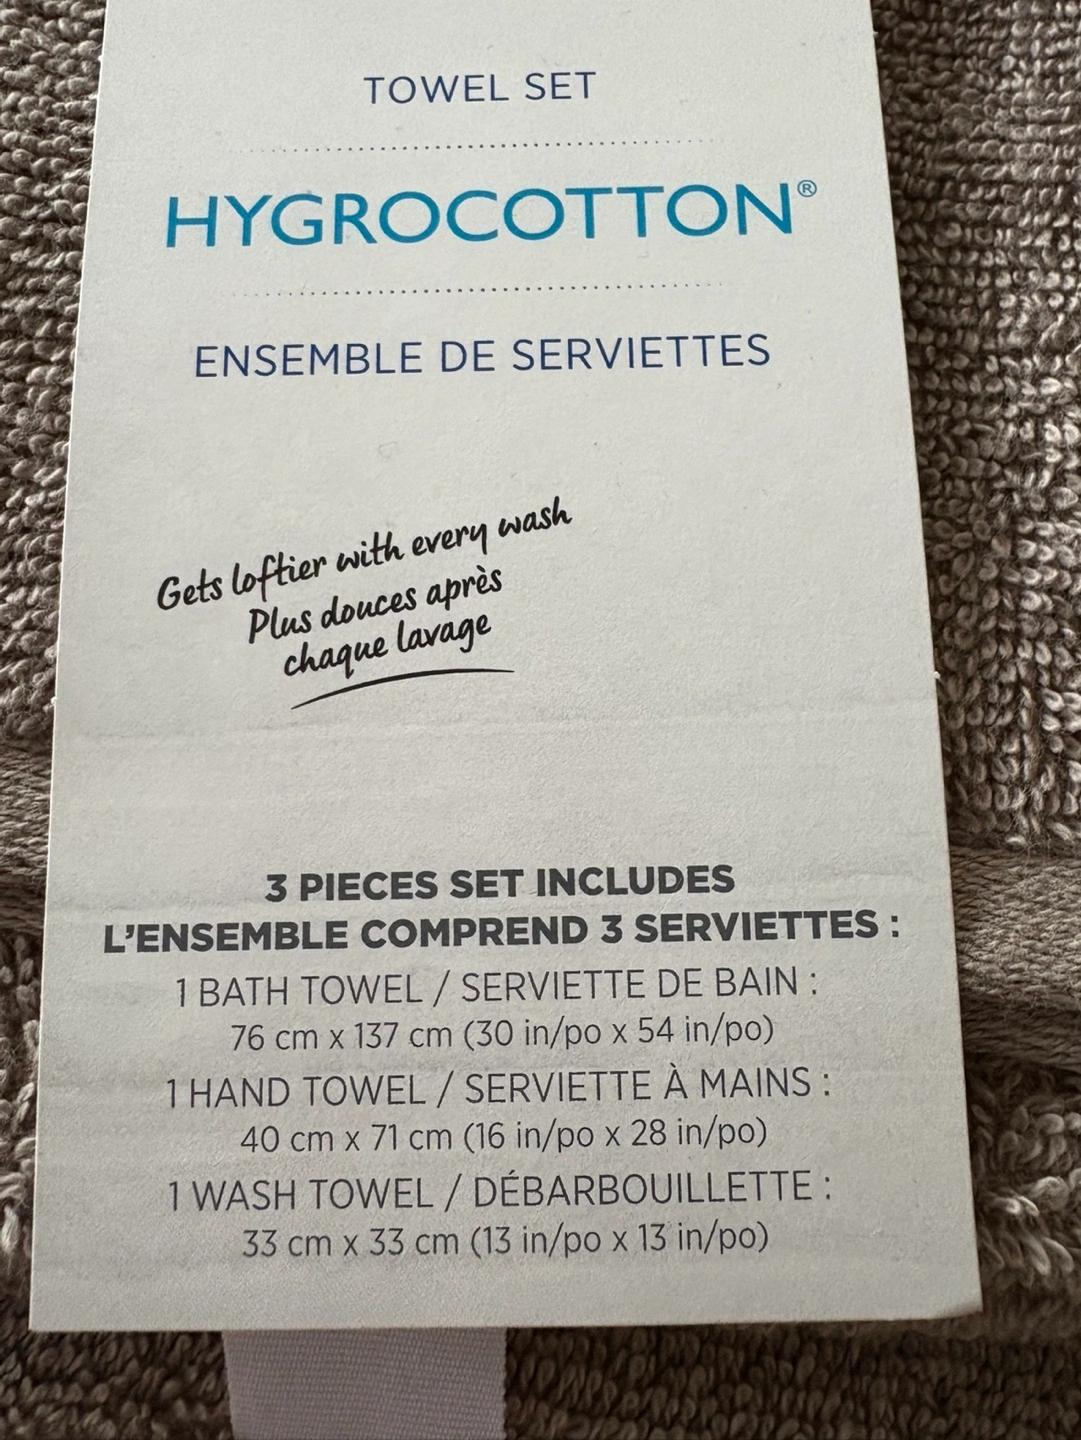 TOWEL SET
HYGROCOTTON®
ENSEMBLE DE SERVIETTES
Gets loftier with every wash
Plus douces après
chaque lavage
3 PIECES SET INCLUDES
L'ENSEMBLE COMPREND 3 SERVIETTES :
1 BATH TOWEL / SERVIETTE DE BAIN :
76 cm x 137 cm (30 in/po x 54 in/po)
1 HAND TOWEL / SERVIETTE À MAINS :
40 cm x 71 cm (16 in/po x 28 in/po)
1 WASH TOWEL / DÉBARBOUILLETTE :
33 cm x 33 cm (13 in/po x 13 in/po)